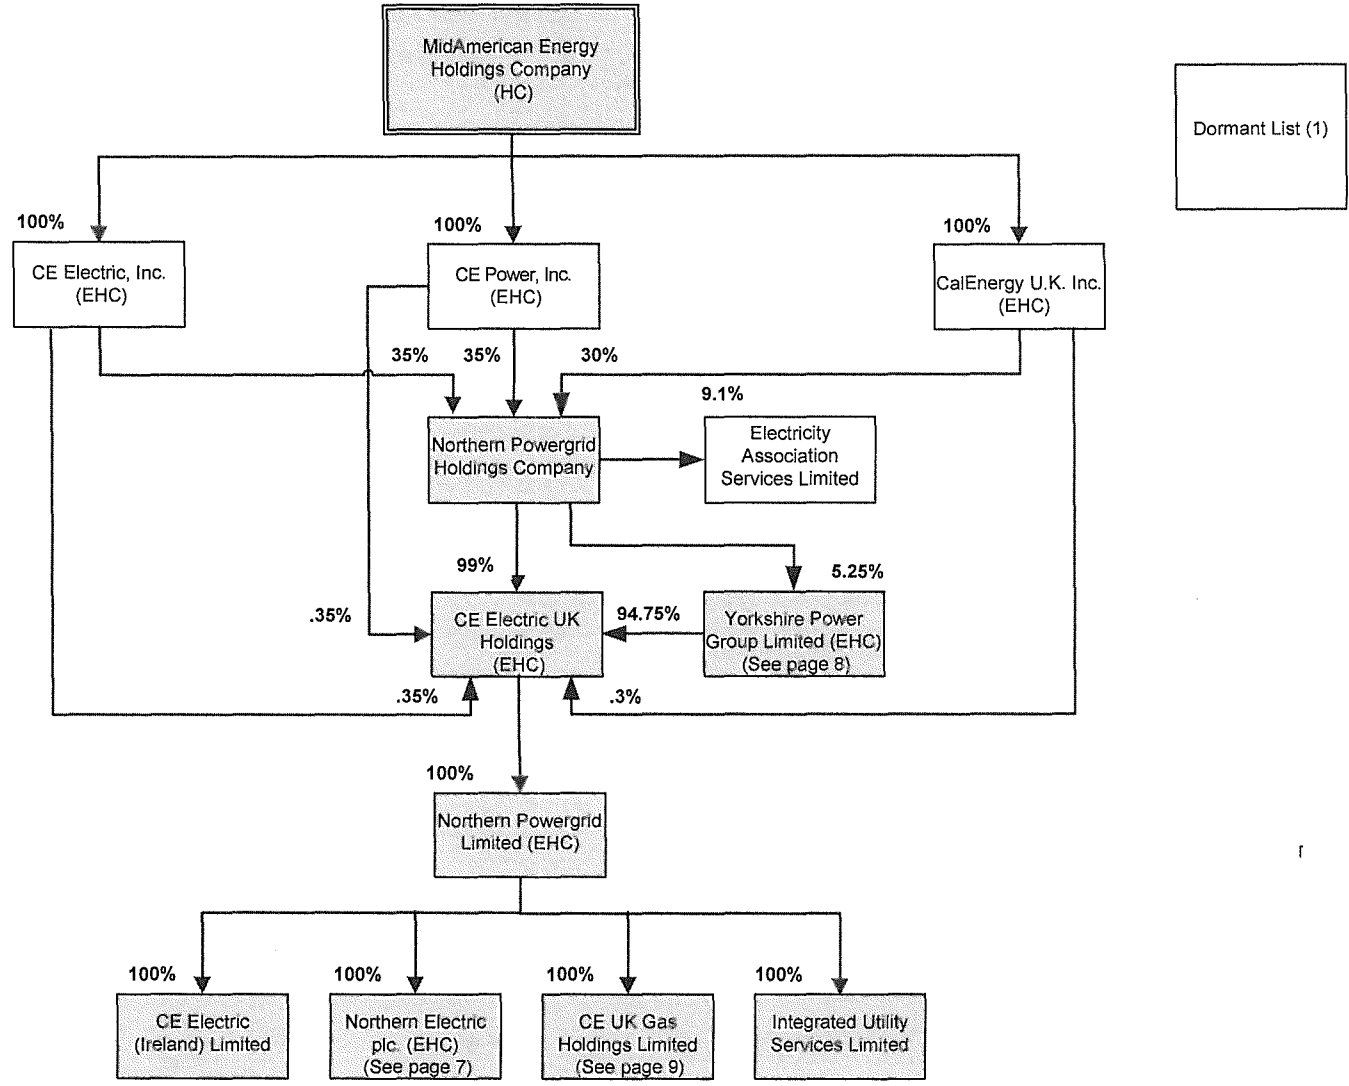 MidAmerican Energy
Holdings Company
(HC)
Dormant List (1)
100%
100%
100%
CE Electric, Inc.
(EHC)
CE Power, Inc.
(EHC)
CalEnergy U.K. Inc.
(EHC)
35%
35%
30%
9.1%
Northern Powergrid
Holdings Company
Electricity
Association
Services Limited
99%
5.25%
.35%
94.75%
CE Electric UK
Holdings
(EHC)
Yorkshire Power
Group Limited (EHC)
(See page 8)
.35%
.3%
100%
Northern Powergrid
Limited (EHC)
100%
100%
100%
100%
CE Electric
(Ireland) Limited
Northern Electric
plc. (EHC)
(See page 7)
CE UK Gas
Holdings Limited
(See page 9)
Integrated Utility
Services Limited